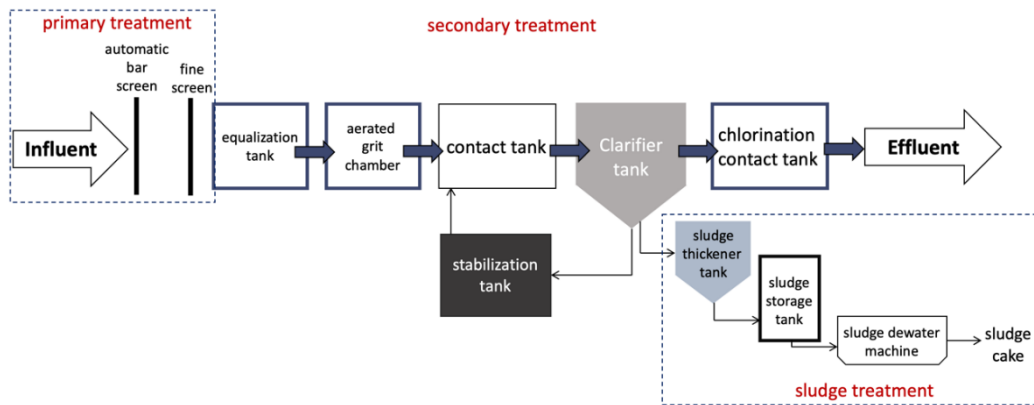 primary treatment
secondary treatment
automatic
bar
screen
fine
screen
Influent
equalization
tank
aerated
grit
chamber
contact tank
Clarifier
tank
chlorination
contact tank
Effluent
stabilization
tank
sludge
thickener
tank
sludge
storage
tank
sludge dewater
machine
sludge
cake
sludge treatment